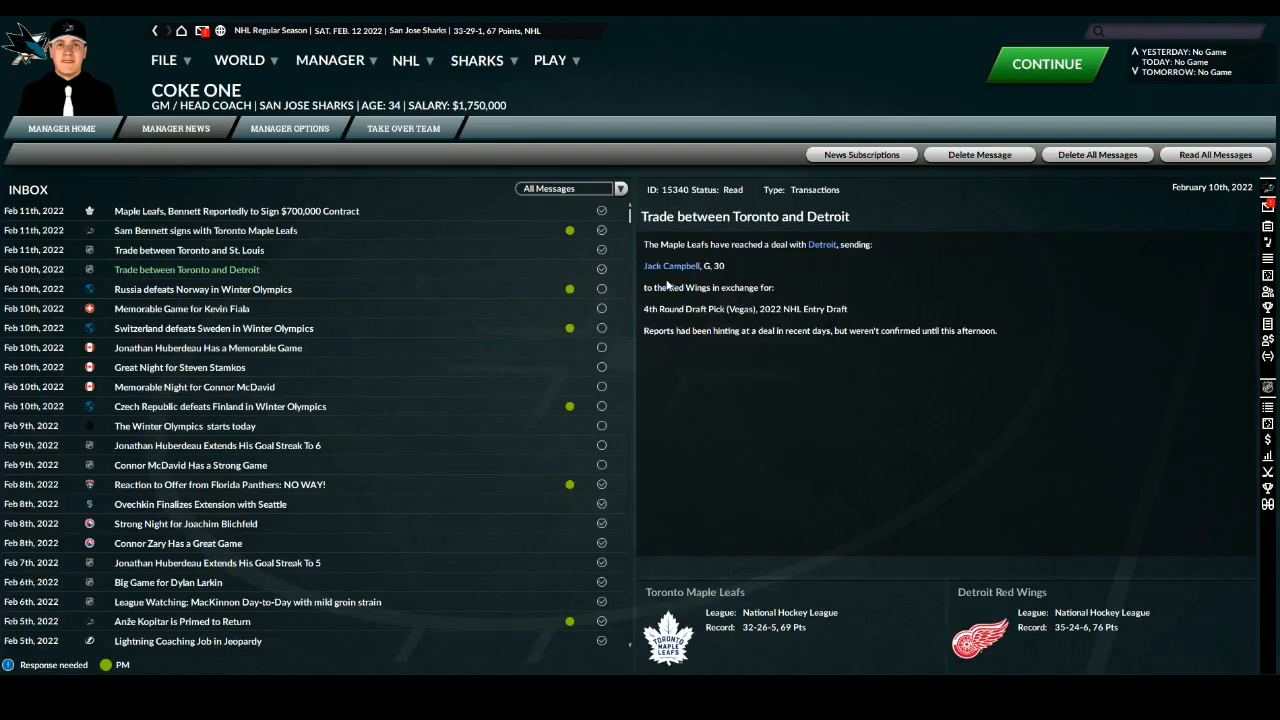 NHL Regular Season | SAT. FEB. 12 2022 | San Jose Sharks | 33-29-1, 67 Points, NHL
FILE WORLD MANAGER NHL SHARKS PLAY
CONTINUE
YESTERDAY: No Game
TODAY: No Game
TOMORROW: No Game
COKE ONE
GM / HEAD COACH | SAN JOSE SHARKS | AGE: 34 | SALARY: $1,750,000
MANAGER HOME MANAGER NEWS MANAGER OPTIONS TAKE OVER TEAM
News Subscriptions Delete Message Delete All Messages Read All Messages
INBOX All Messages
Feb 11th, 2022 Maple Leafs, Bennett Reportedly to Sign $700,000 Contract
Feb 11th, 2022 Sam Bennett signs with Toronto Maple Leafs
Feb 11th, 2022 Trade between Toronto and St. Louis
Feb 10th, 2022 Trade between Toronto and Detroit
Feb 10th, 2022 Russia defeats Norway in Winter Olympics
Feb 10th, 2022 Memorable Game for Kevin Fiala
Feb 10th, 2022 Switzerland defeats Sweden in Winter Olympics
Feb 10th, 2022 Jonathan Huberdeau Has a Memorable Game
Feb 10th, 2022 Great Night for Steven Stamkos
Feb 10th, 2022 Memorable Night for Connor McDavid
Feb 10th, 2022 Czech Republic defeats Finland in Winter Olympics
Feb 9th, 2022 The Winter Olympics starts today
Feb 9th, 2022 Jonathan Huberdeau Extends His Goal Streak To 6
Feb 9th, 2022 Connor McDavid Has a Strong Game
Feb 8th, 2022 Reaction to Offer from Florida Panthers: NO WAY!
Feb 8th, 2022 Ovechkin Finalizes Extension with Seattle
Feb 8th, 2022 Strong Night for Joachim Blichfeld
Feb 8th, 2022 Connor Zary Has a Great Game
Feb 7th, 2022 Jonathan Huberdeau Extends His Goal Streak To 5
Feb 6th, 2022 Big Game for Dylan Larkin
Feb 6th, 2022 League Watching: MacKinnon Day-to-Day with mild groin strain
Feb 5th, 2022 Anže Kopitar is Primed to Return
Feb 5th, 2022 Lightning Coaching Job in Jeopardy
Response needed PM
ID: 15340 Status: Read Type: Transactions February 10th, 2022
Trade between Toronto and Detroit
The Maple Leafs have reached a deal with Detroit, sending:
Jack Campbell, G, 30
to the Red Wings in exchange for:
4th Round Draft Pick (Vegas), 2022 NHL Entry Draft
Reports had been hinting at a deal in recent days, but weren't confirmed until this afternoon.
Toronto Maple Leafs
League: National Hockey League
Record: 32-26-5, 69 Pts
TORONTO
MAPLE
LEAFS
Detroit Red Wings
League: National Hockey League
Record: 35-24-6, 76 Pts